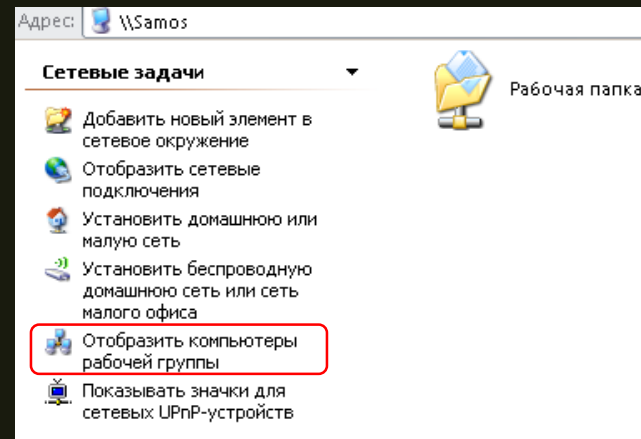 Адрес: \\Samos
Сетевые задачи
Рабочая папка
Добавить новый элемент в
сетевое окружение
Отобразить сетевые
подключения
Установить домашнюю или
малую сеть
Установить беспроводную
домашнюю сеть или сеть
малого офиса
Отобразить компьютеры
рабочей группы
Показывать значки для
сетевых UPnP-устройств